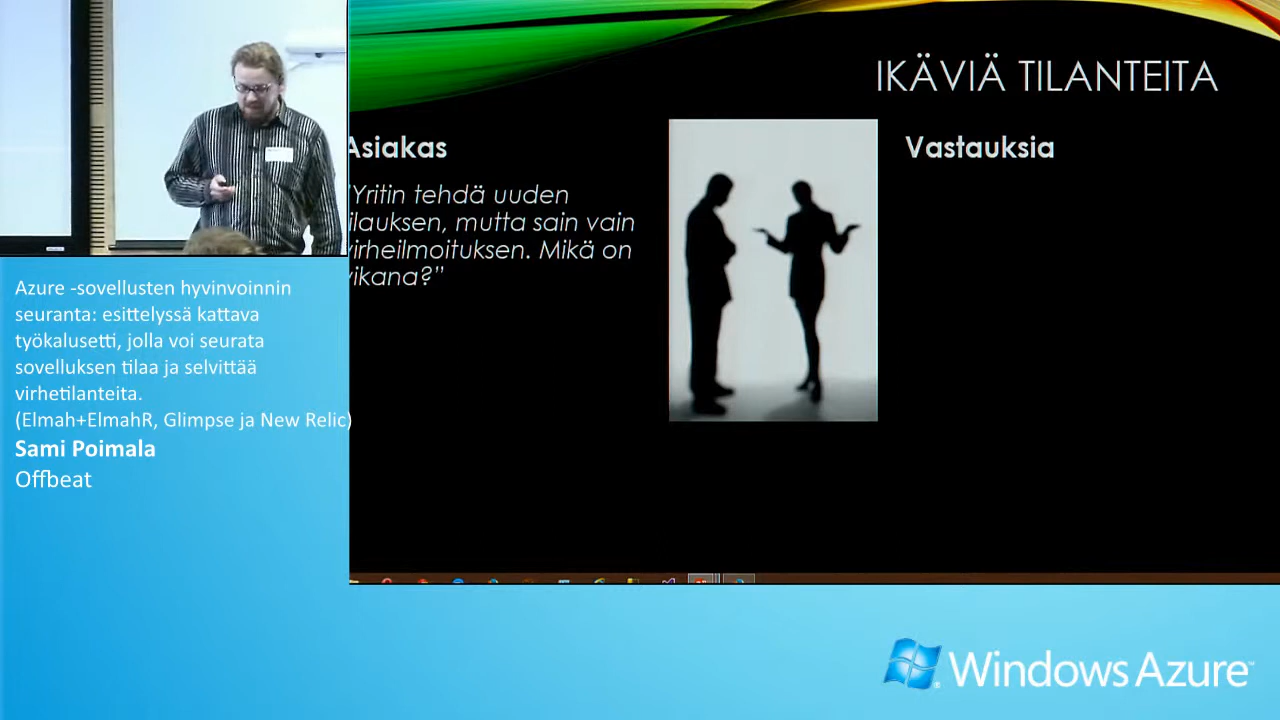 IKÄVIÄ TILANTEITA
Asiakas
"Yritin tehdä uuden
tilauksen, mutta sain vain
virheilmoituksen. Mikä on
vikana?"
Vastauksia
Azure -sovellusten hyvinvoinnin
seuranta: esittelyssä kattava
työkalusetti, jolla voi seurata
sovelluksen tilaa ja selvittää
virhetilanteita.
(Elmah+ElmahR, Glimpse ja New Relic)
Sami Poimala
Offbeat
Windows Azure™